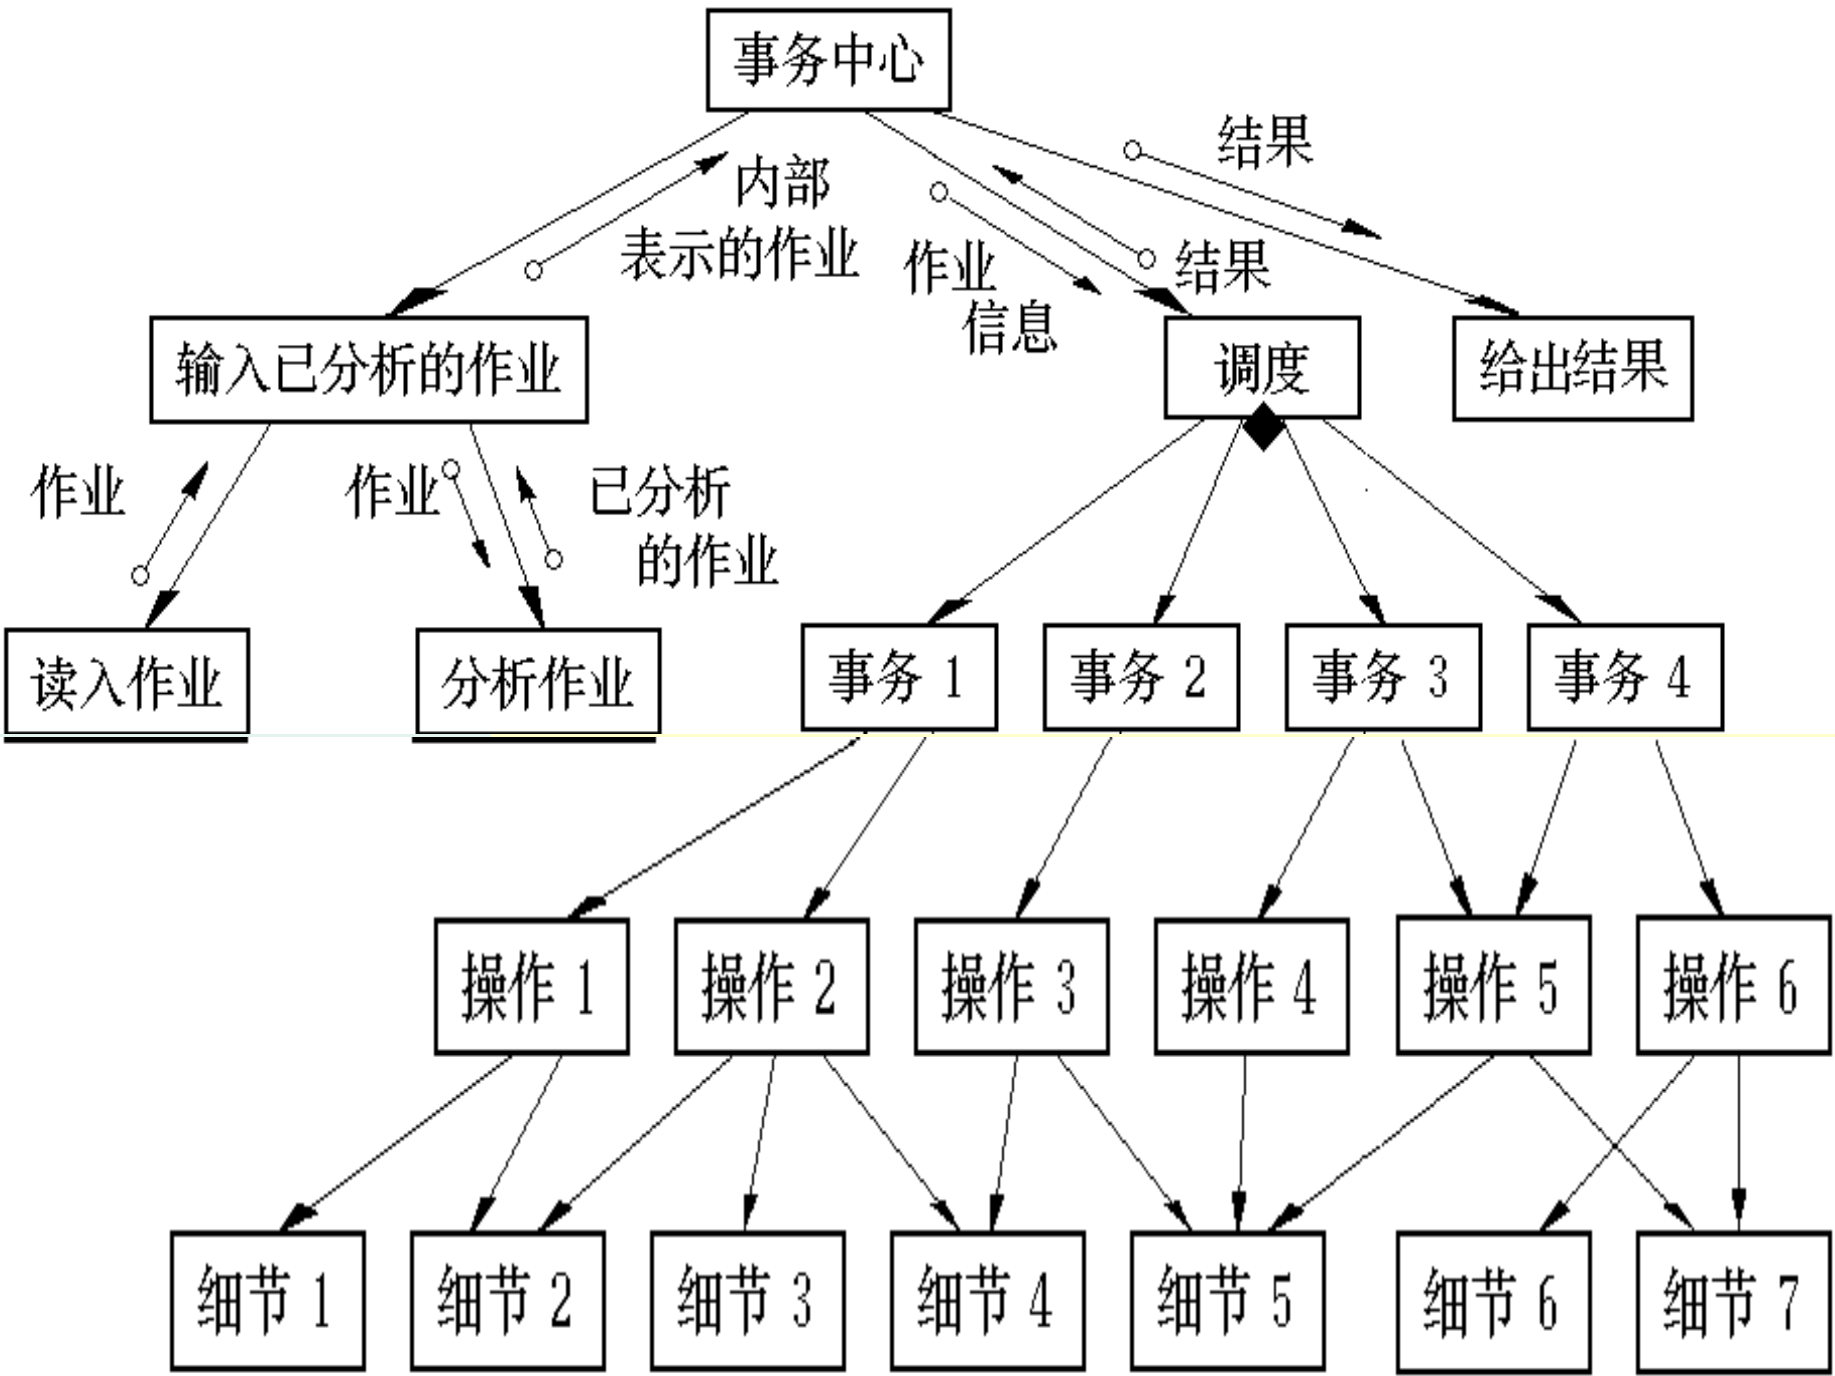 事务中心
结果
内部
表示的作业
作业
信息
结果
输入已分析的作业
调度
给出结果
作业
作业
已分析
的作业
读入作业
分析作业
事务 1
事务 2
事务 3
事务 4
操作 1
操作 2
操作 3
操作 4
操作 5
操作 6
细节 1
细节 2
细节 3
细节 4
细节 5
细节 6
细节 7